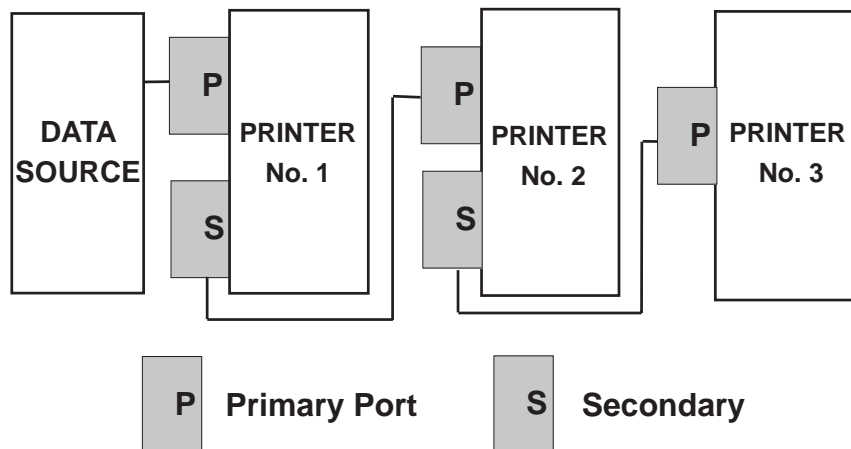 DATA
SOURCE
P
S
PRINTER
No. 1
P
S
PRINTER
No. 2
P
PRINTER
No. 3
P Primary Port
S Secondary